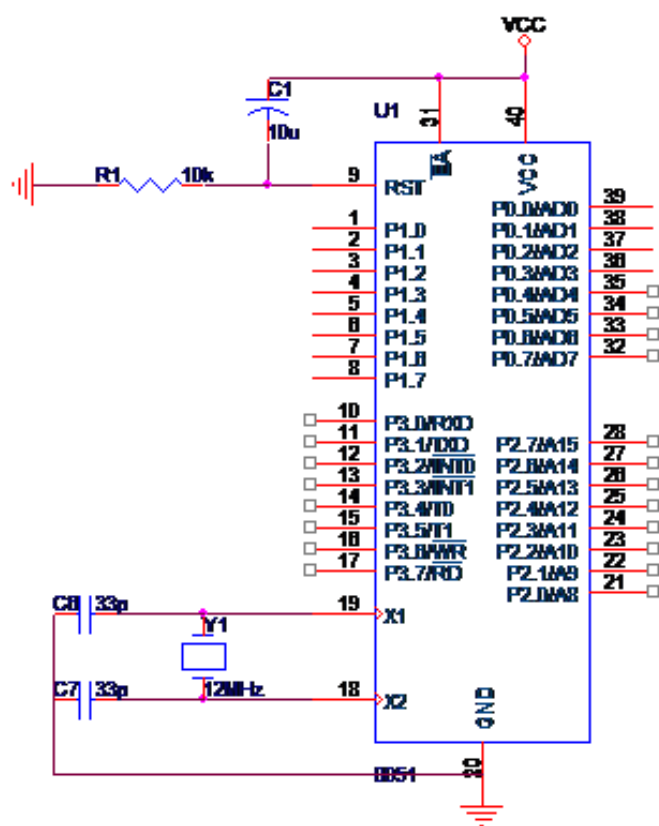 VCC
C1
10u
U1
31
40
R1
10k
9
RST
EA
VCC
1
P1.0
2
P1.1
3
P1.2
4
P1.3
5
P1.4
6
P1.5
7
P1.6
8
P1.7
P0.0/AD0
39
P0.1/AD1
38
P0.2/AD2
37
P0.3/AD3
36
P0.4/AD4
35
P0.5/AD5
34
P0.6/AD6
33
P0.7/AD7
32
10
P3.0/RXD
11
P3.1/TXD
12
P3.2/INT0
13
P3.3/INT1
14
P3.4/T0
15
P3.5/T1
16
P3.6/WR
17
P3.7/RD
P2.7/A15
28
P2.6/A14
27
P2.5/A13
26
P2.4/A12
25
P2.3/A11
24
P2.2/A10
23
P2.1/A9
22
P2.0/A8
21
C6
33p
19
X1
Y1
12MHz
C7
33p
18
X2
GND
20
8051